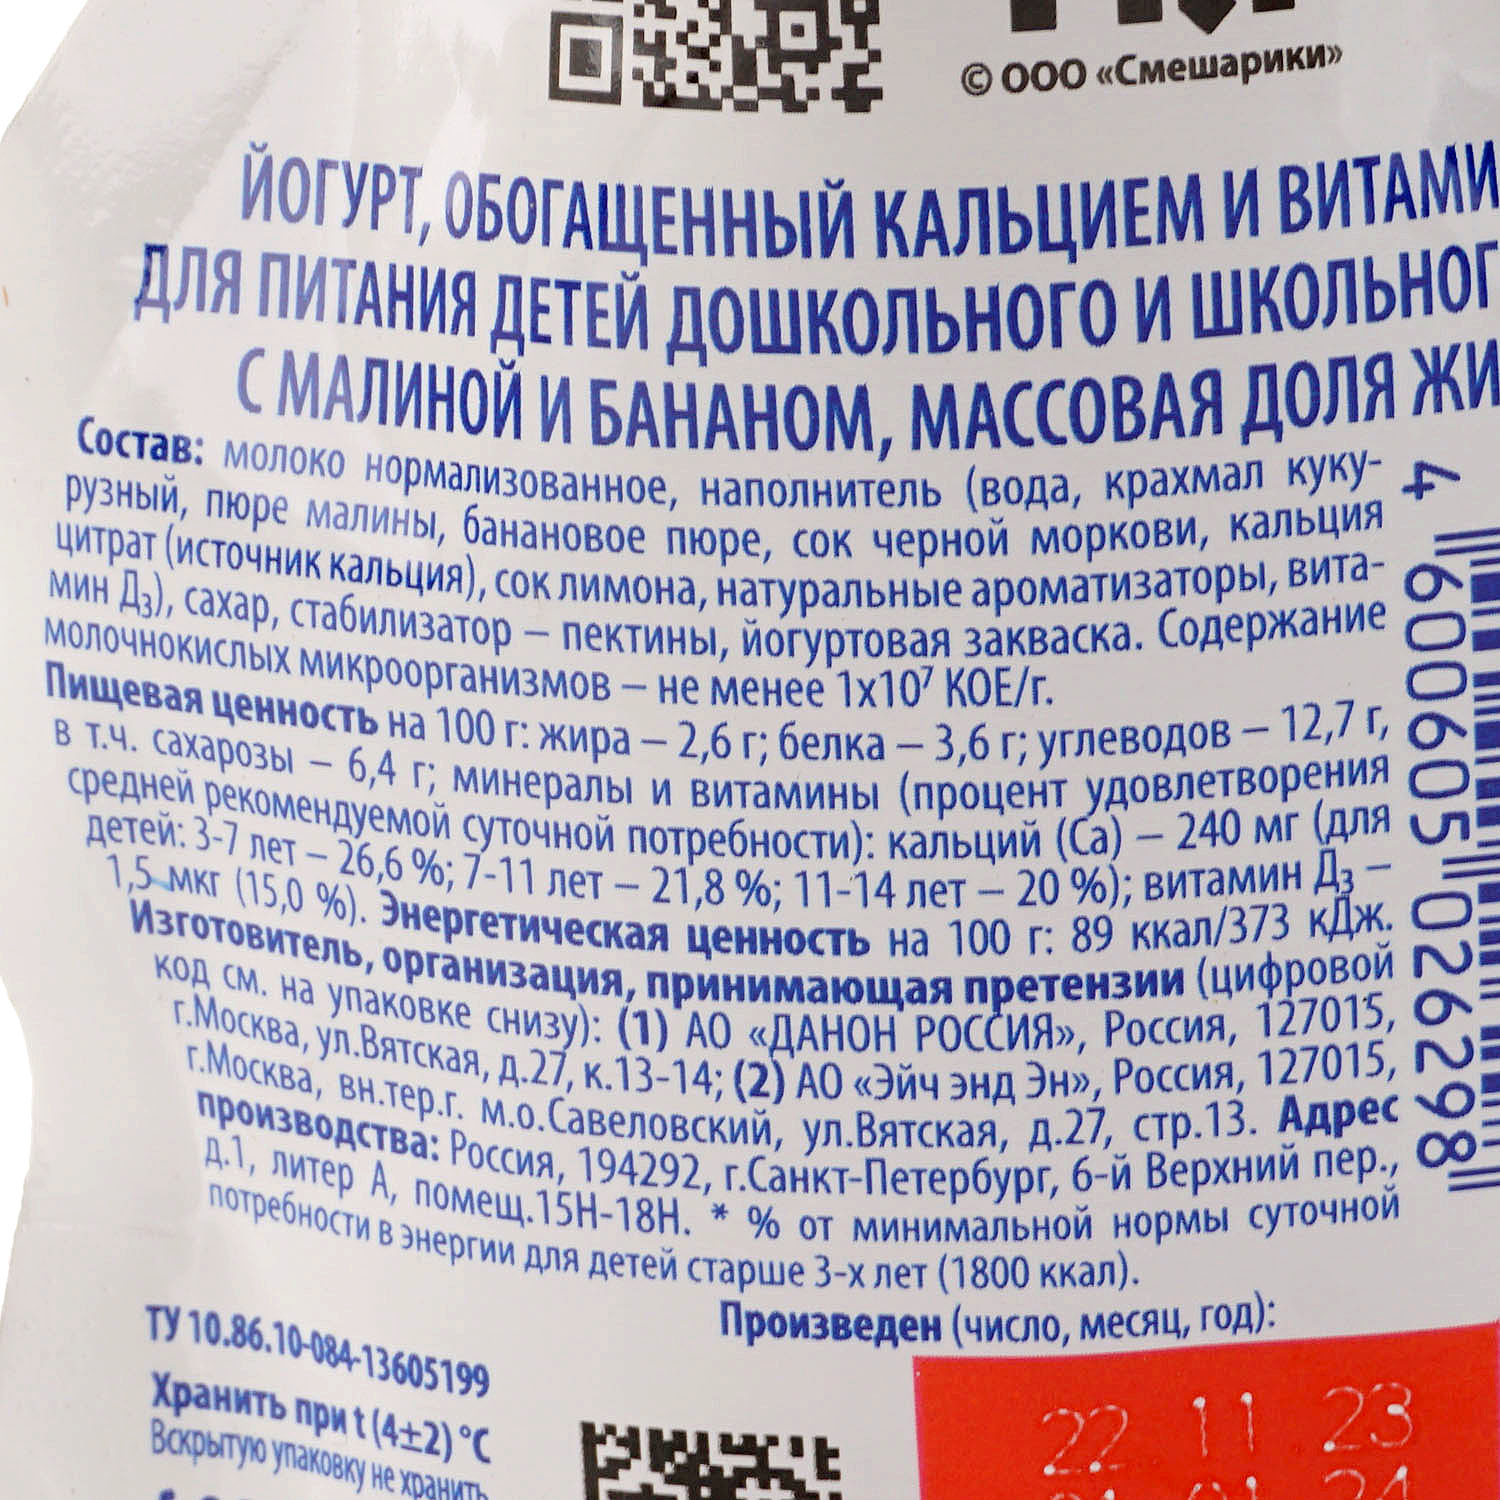 © ООО «Смешарики»
ЙОГУРТ, ОБОГАЩЕННЫЙ КАЛЬЦИЕМ И ВИТАМИ
ДЛЯ ПИТАНИЯ ДЕТЕЙ ДОШКОЛЬНОГО И ШКОЛЬНОГ
С МАЛИНОЙ И БАНАНОМ, МАССОВАЯ ДОЛЯ ЖИ
Состав: молоко нормализованное, наполнитель (вода, крахмал куку-
рузный, пюре малины, банановое пюре, сок черной моркови, кальция
цитрат (источник кальция), сок лимона, натуральные ароматизаторы, вита-
мин Д₃), сахар, стабилизатор – пектины, йогуртовая закваска. Содержание
молочнокислых микроорганизмов – не менее 1х10⁷ КОЕ/г.
Пищевая ценность на 100 г: жира – 2,6 г; белка – 3,6 г; углеводов – 12,7 г,
в т.ч. сахарозы – 6,4 г; минералы и витамины (процент удовлетворения
средней рекомендуемой суточной потребности): кальций (Ca) – 240 мг (для
детей: 3-7 лет – 26,6 %; 7-11 лет – 21,8 %; 11-14 лет – 20 %); витамин Д₃ –
1,5 мкг (15,0 %). Энергетическая ценность на 100 г: 89 ккал/373 кДж.
Изготовитель, организация, принимающая претензии (цифровой
код см. на упаковке снизу): (1) АО «ДАНОН РОССИЯ», Россия, 127015,
г.Москва, ул.Вятская, д.27, к.13-14; (2) АО «Эйч энд Эн», Россия, 127015,
г.Москва, вн.тер.г. м.о.Савеловский, ул.Вятская, д.27, стр.13. Адрес
производства: Россия, 194292, г.Санкт-Петербург, 6-й Верхний пер.,
д.1, литер А, помещ.15Н-18Н. * % от минимальной нормы суточной
потребности в энергии для детей старше 3-х лет (1800 ккал).
4 600605 026298
Произведен (число, месяц, год):
22 11 23
ТУ 10.86.10-084-13605199
Хранить при t (4±2) °С
Вскрытую упаковку не хранить